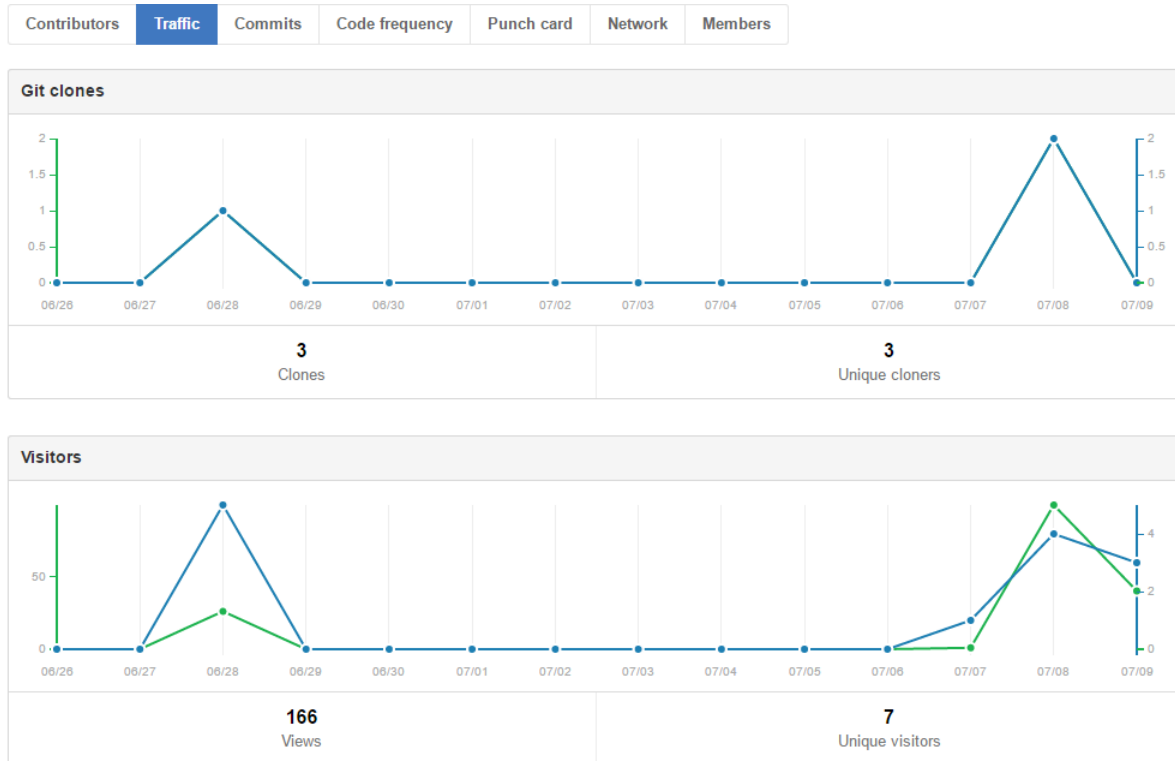 Contributors Traffic Commits Code frequency Punch card Network Members
Git clones
2 2
1.5 1.5
1 1
0.5 0.5
0 0
06/26 06/27 06/28 06/29 06/30 07/01 07/02 07/03 07/04 07/05 07/06 07/07 07/08 07/09
3 3
Clones Unique cloners
Visitors
4
50
2
0 0
06/26 06/27 06/28 06/29 06/30 07/01 07/02 07/03 07/04 07/05 07/06 07/07 07/08 07/09
166 7
Views Unique visitors